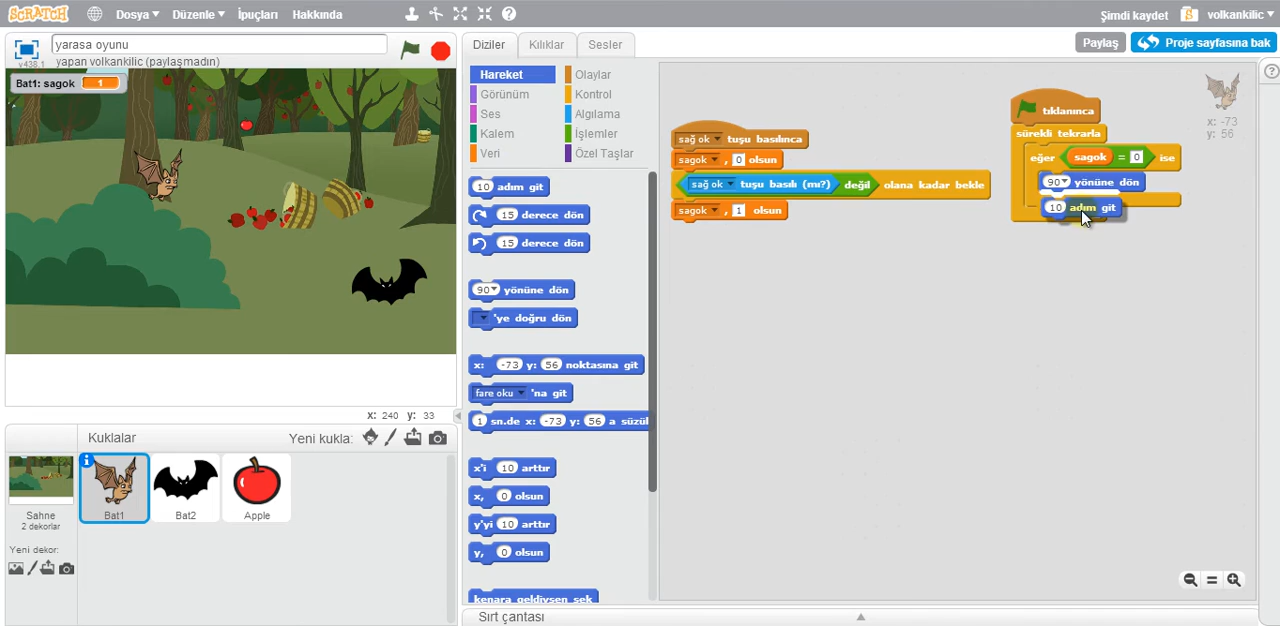 SCRATCH Dosya Düzenle İpuçları Hakkında Şimdi kaydet volkankilic
yarasa oyunu
v438.1 yapan volkankilic (paylaşmadın)
Diziler Kılıklar Sesler Paylaş Proje sayfasına bak
Bat1: sagok 1
Hareket Olaylar
Görünüm Kontrol
Ses Algılama
Kalem İşlemler
Veri Özel Taşlar
10 adım git
15 derece dön
15 derece dön
90 yönüne dön
'ye doğru dön
x: -73 y: 56 noktasına git
fare oku 'na git
1 sn.de x: -73 y: 56 a süzül
x'i 10 arttır
x, 0 olsun
y'yi 10 arttır
y, 0 olsun
kenara geldiysen sek
sağ ok tuşu basılınca
sagok , 0 olsun
sağ ok tuşu basılı (mı?) değil olana kadar bekle
sagok , 1 olsun
tıklanınca
sürekli tekrarla
eğer sagok = 0 ise
90 yönüne dön
10 adım git
x: -73
y: 56
x: 240 y: 33
Kuklalar Yeni kukla:
Sahne
2 dekorlar
Yeni dekor:
Bat1 Bat2 Apple
Sırt çantası